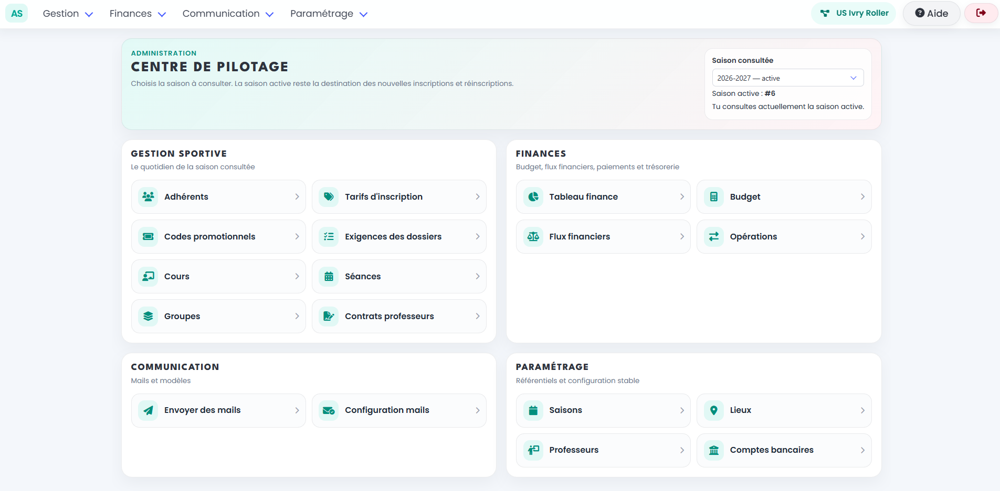 AS
Gestion
Finances
Communication
Paramétrage
US Ivry Roller
Aide
ADMINISTRATION
CENTRE DE PILOTAGE
Choisis la saison à consulter. La saison active reste la destination des nouvelles inscriptions et réinscriptions.
Saison consultée
2026-2027 — active
Saison active : #6
Tu consultes actuellement la saison active.
GESTION SPORTIVE
Le quotidien de la saison consultée
Adhérents
Tarifs d'inscription
Codes promotionnels
Exigences des dossiers
Cours
Séances
Groupes
Contrats professeurs
FINANCES
Budget, flux financiers, paiements et trésorerie
Tableau finance
Budget
Flux financiers
Opérations
COMMUNICATION
Mails et modèles
Envoyer des mails
Configuration mails
PARAMÉTRAGE
Référentiels et configuration stable
Saisons
Lieux
Professeurs
Comptes bancaires